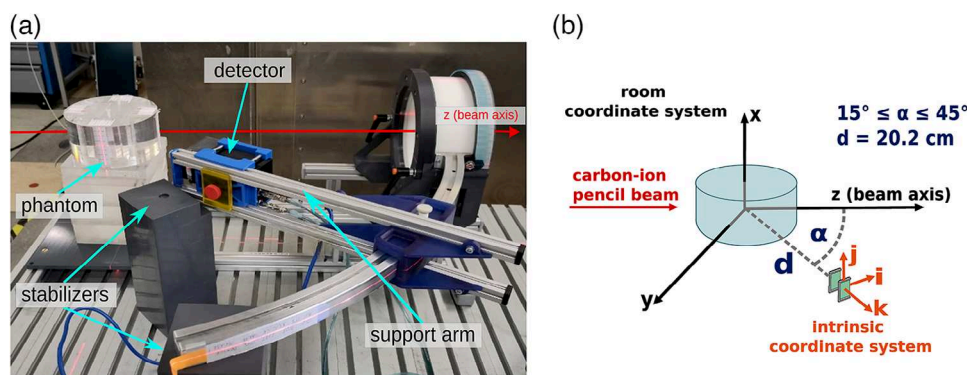 (a)
detector
z (beam axis)
phantom
stabilizers
support arm
(b)
room
coordinate system
x
15° ≤ α ≤ 45°
d = 20.2 cm
carbon-ion
pencil beam
z (beam axis)
α
d
j
i
k
y
intrinsic
coordinate system